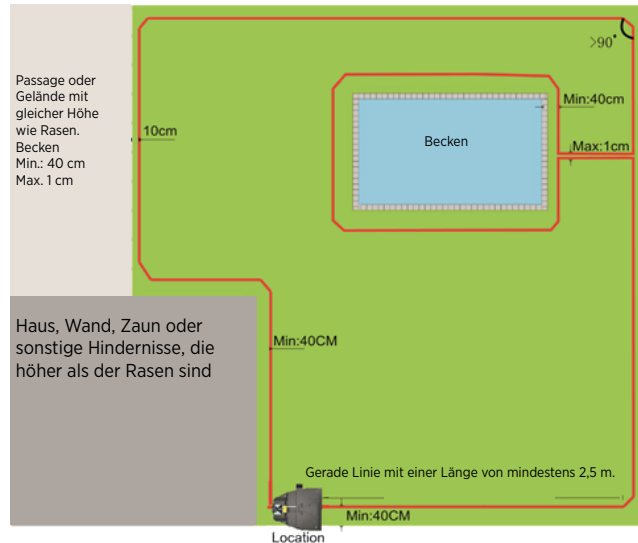 >90°
Passage oder
Gelände mit
gleicher Höhe
wie Rasen.
Becken
Min.: 40 cm
Max. 1 cm
10cm
Becken
Min:40cm
Max:1cm
Haus, Wand, Zaun oder
sonstige Hindernisse, die
höher als der Rasen sind
Min:40CM
Gerade Linie mit einer Länge von mindestens 2,5 m.
Min:40CM
Location